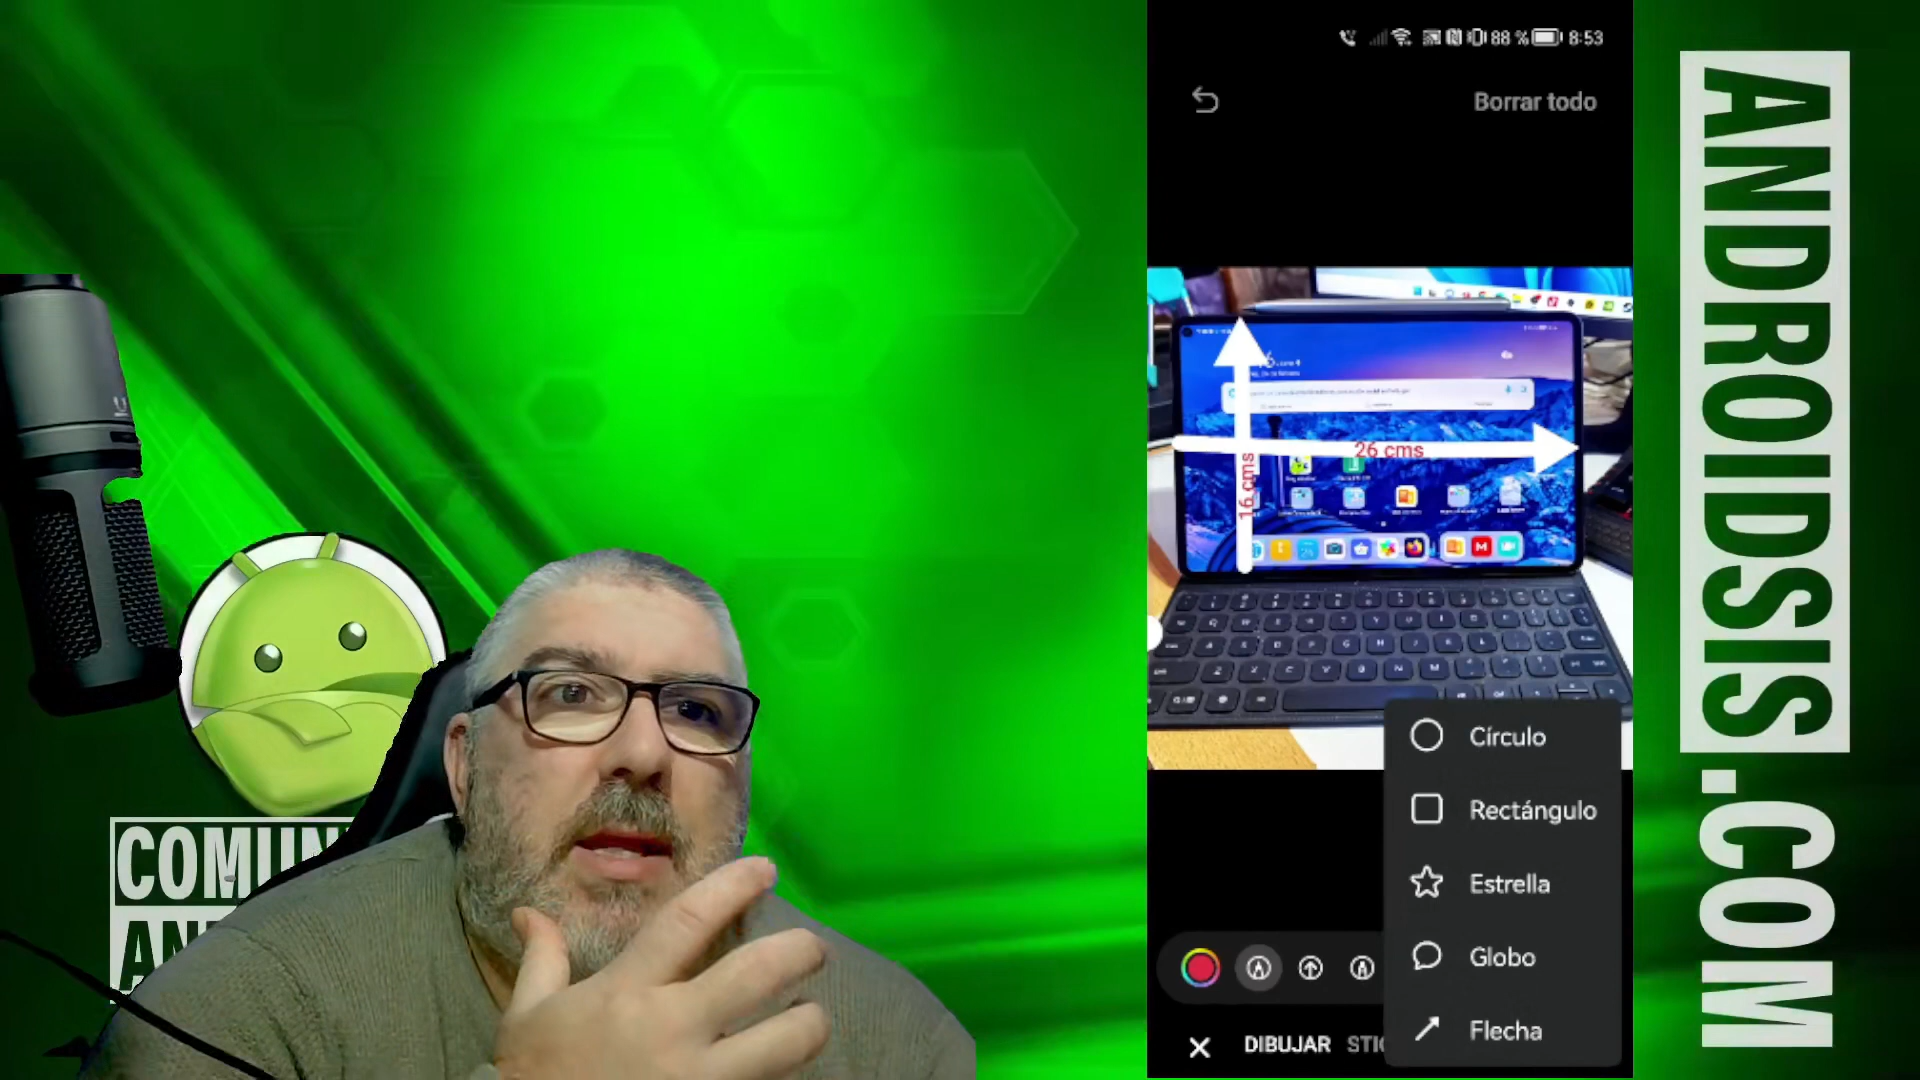 88 % 8:53
Borrar todo
26 cms
16 cms
Círculo
Rectángulo
Estrella
Globo
Flecha
DIBUJAR
ANDROIDSIS.COM